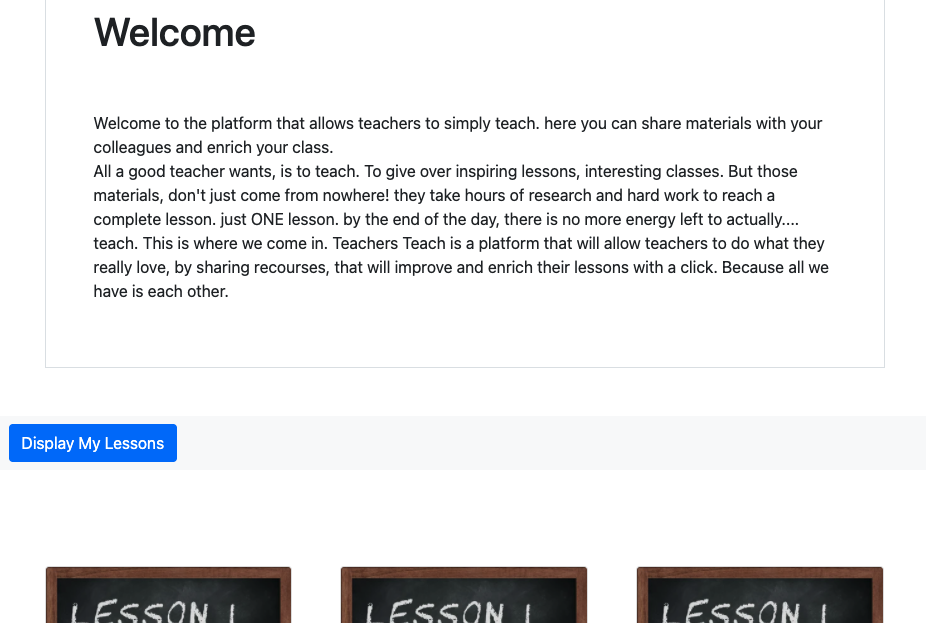 Welcome
Welcome to the platform that allows teachers to simply teach. here you can share materials with your
colleagues and enrich your class.
All a good teacher wants, is to teach. To give over inspiring lessons, interesting classes. But those
materials, don't just come from nowhere! they take hours of research and hard work to reach a
complete lesson. just ONE lesson. by the end of the day, there is no more energy left to actually....
teach. This is where we come in. Teachers Teach is a platform that will allow teachers to do what they
really love, by sharing recourses, that will improve and enrich their lessons with a click. Because all we
have is each other.
Display My Lessons
LESSON 1 LESSON 1 LESSON 1